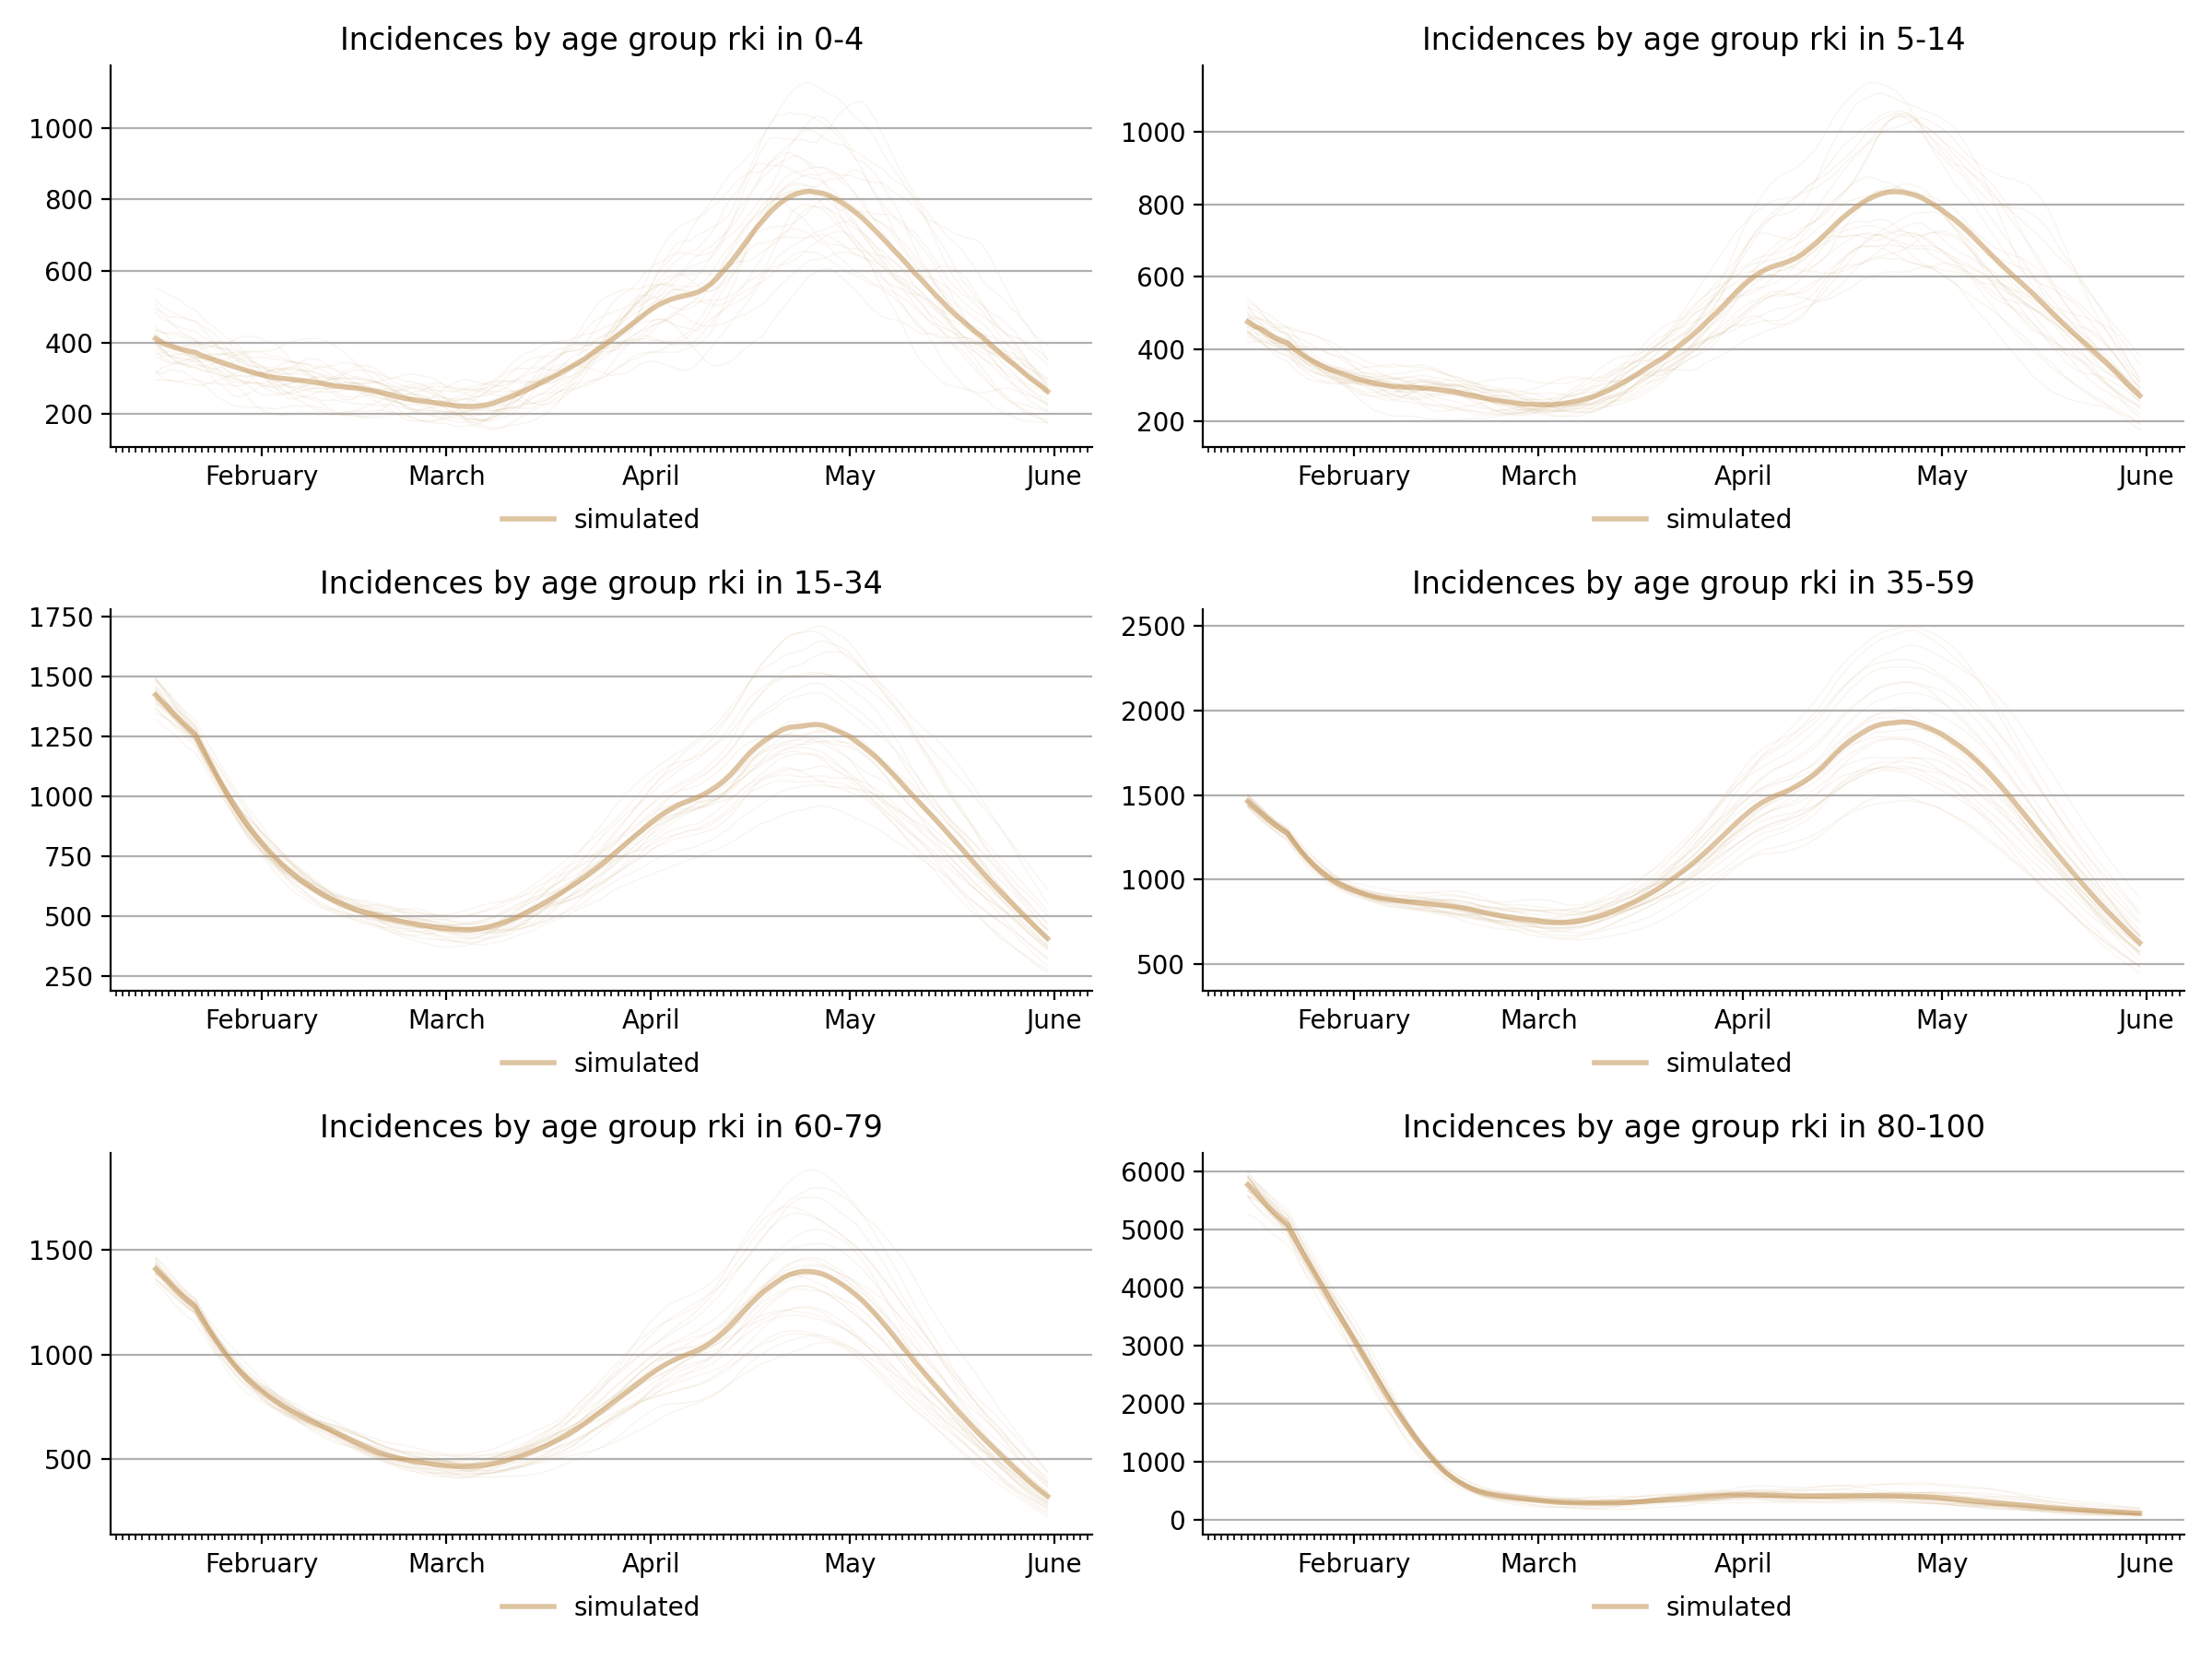 Incidences by age group rki in 0-4
1000
800
600
400
200
February March April May June
simulated
Incidences by age group rki in 5-14
1000
800
600
400
200
February March April May June
simulated
Incidences by age group rki in 15-34
1750
1500
1250
1000
750
500
250
February March April May June
simulated
Incidences by age group rki in 35-59
2500
2000
1500
1000
500
February March April May June
simulated
Incidences by age group rki in 60-79
1500
1000
500
February March April May June
simulated
Incidences by age group rki in 80-100
6000
5000
4000
3000
2000
1000
0
February March April May June
simulated